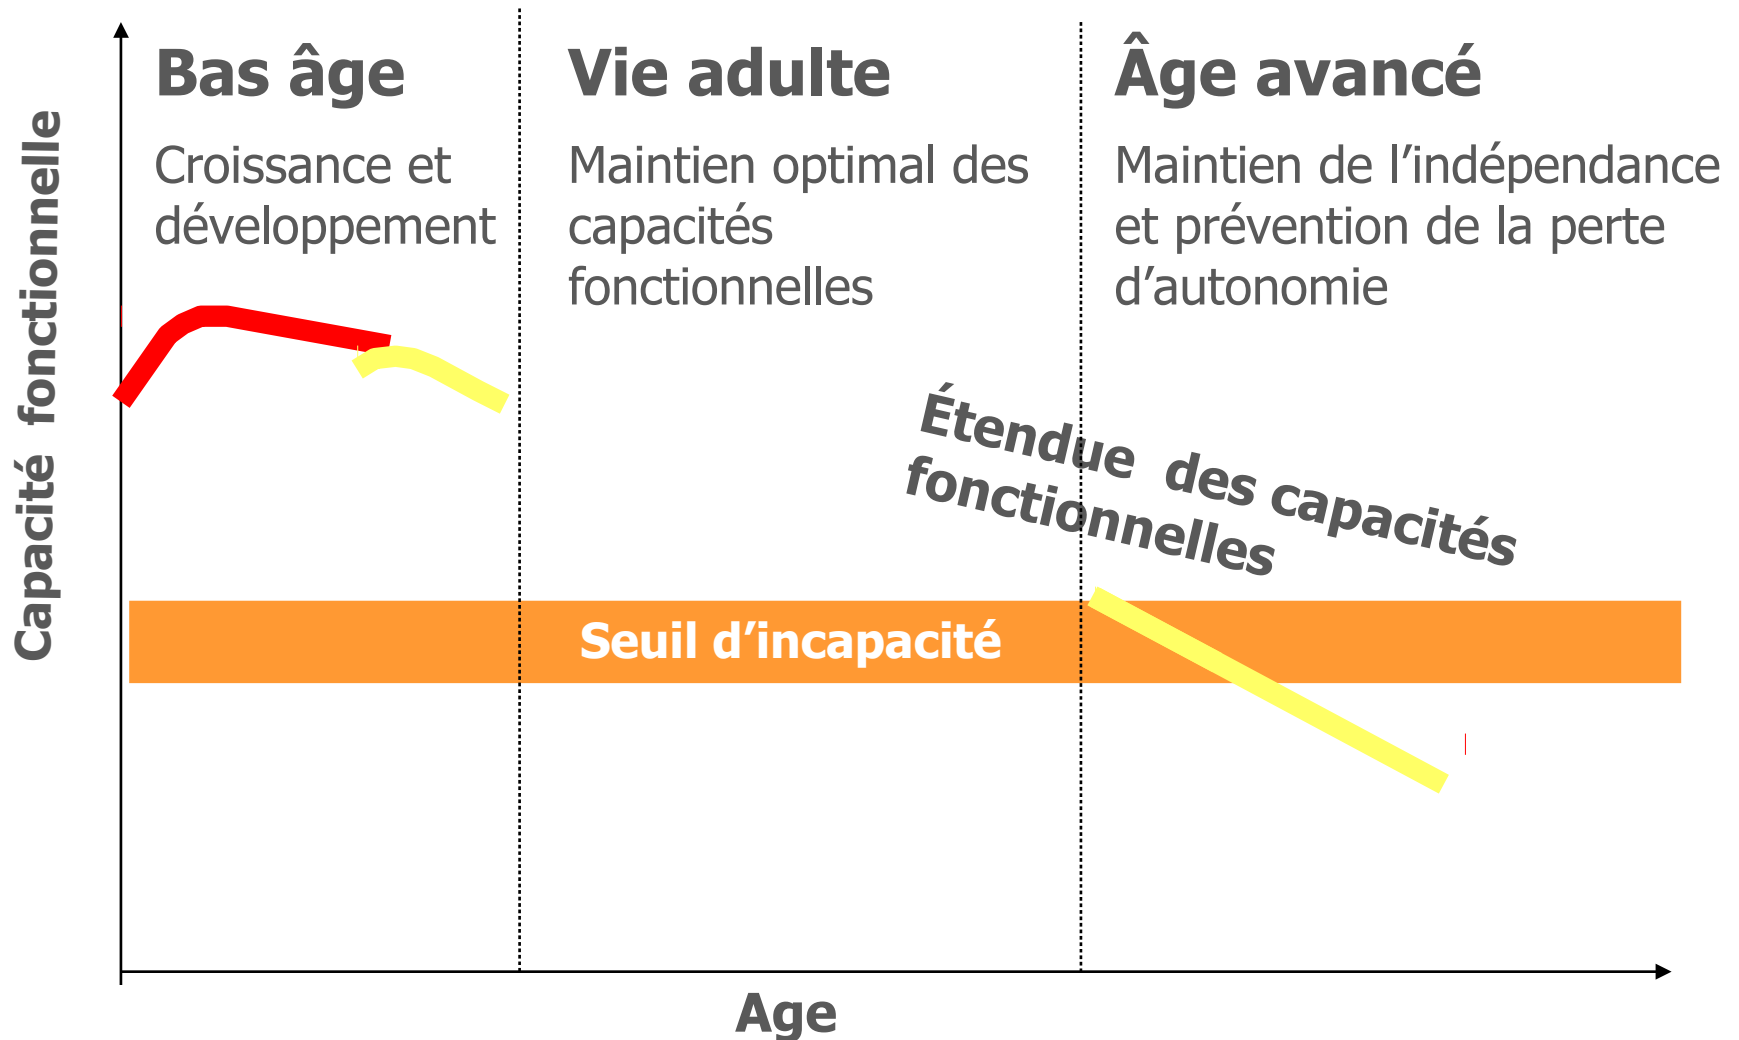 Bas âge
Croissance et
développement
Vie adulte
Maintien optimal des
capacités
fonctionnelles
Âge avancé
Maintien de l’indépendance
et prévention de la perte
d’autonomie
Capacité fonctionnelle
Étendue des capacités
fonctionnelles
Seuil d’incapacité
Age